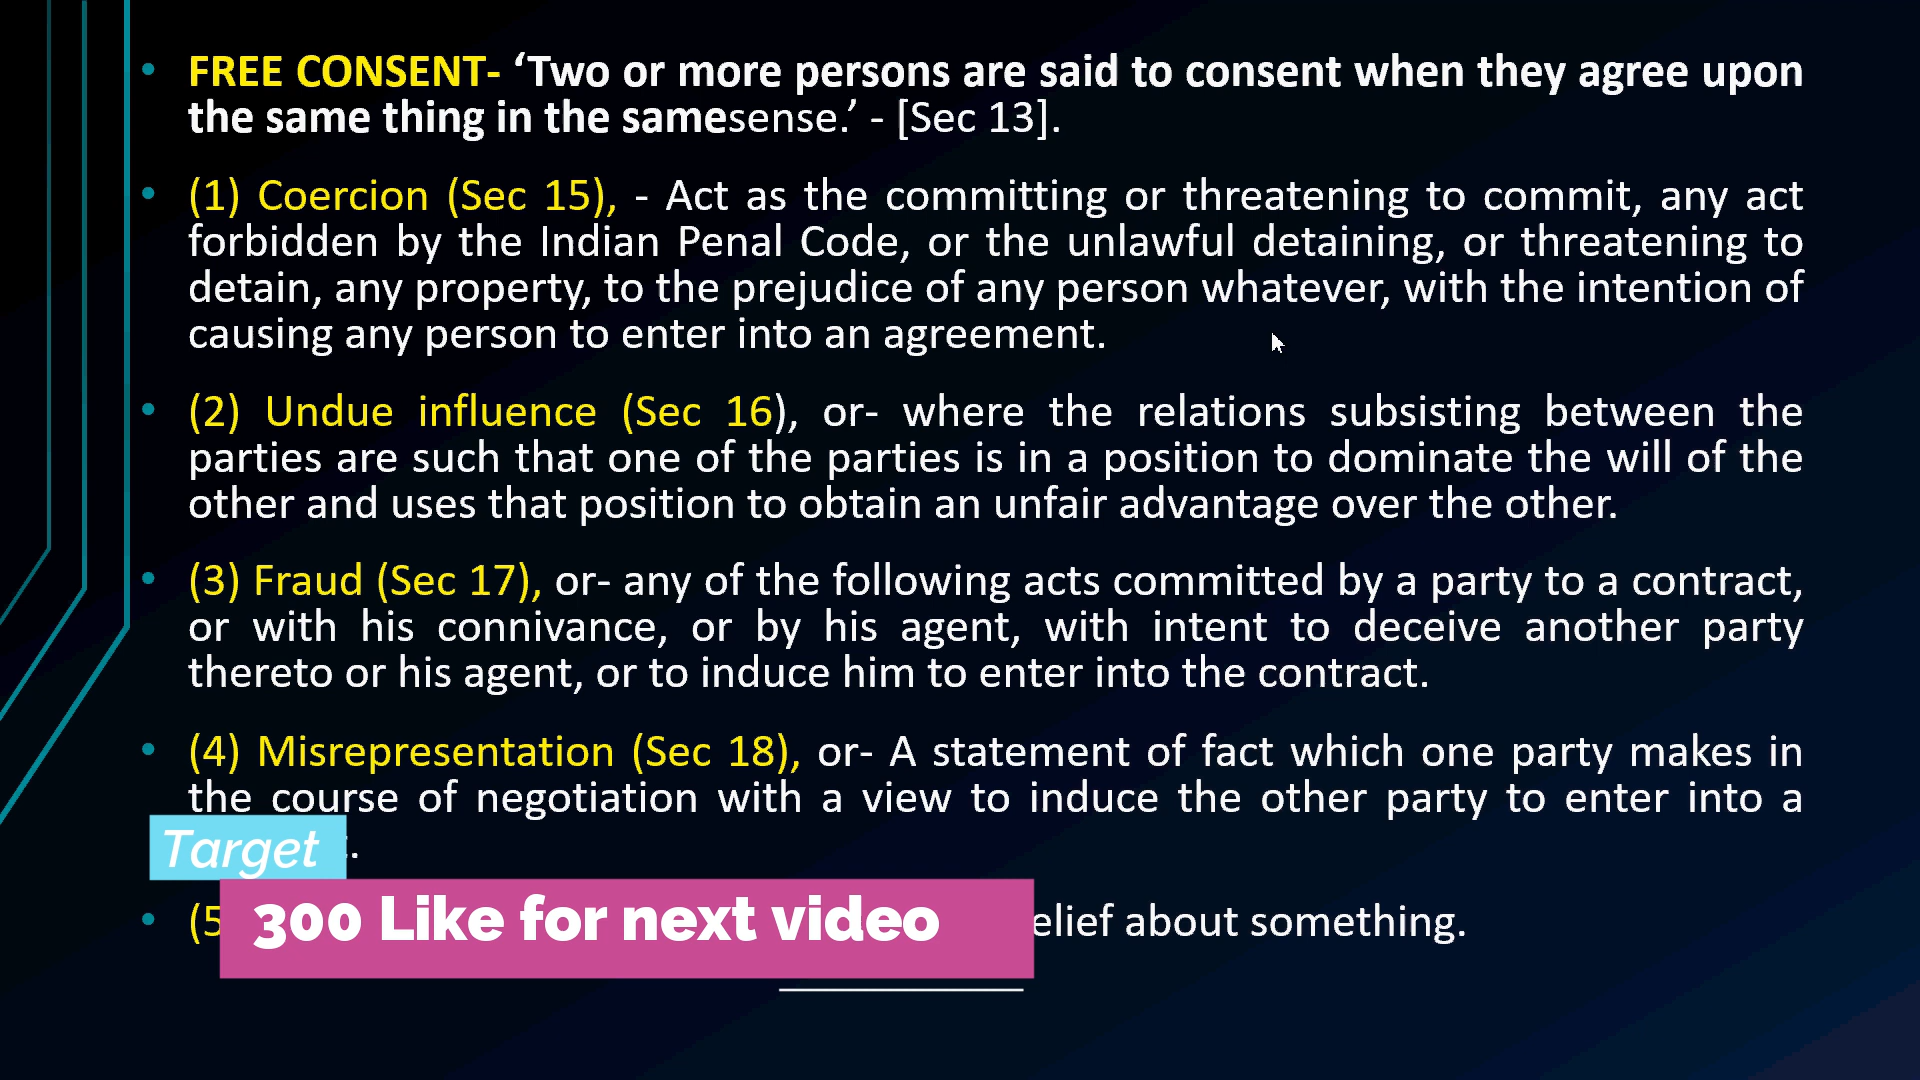 • FREE CONSENT- ‘Two or more persons are said to consent when they agree upon
the same thing in the samesense.’ - [Sec 13].
• (1) Coercion (Sec 15), - Act as the committing or threatening to commit, any act
forbidden by the Indian Penal Code, or the unlawful detaining, or threatening to
detain, any property, to the prejudice of any person whatever, with the intention of
causing any person to enter into an agreement.
• (2) Undue influence (Sec 16), or- where the relations subsisting between the
parties are such that one of the parties is in a position to dominate the will of the
other and uses that position to obtain an unfair advantage over the other.
• (3) Fraud (Sec 17), or- any of the following acts committed by a party to a contract,
or with his connivance, or by his agent, with intent to deceive another party
thereto or his agent, or to induce him to enter into the contract.
• (4) Misrepresentation (Sec 18), or- A statement of fact which one party makes in
the course of negotiation with a view to induce the other party to enter into a
Target
300 Like for next video
• (5 about something.